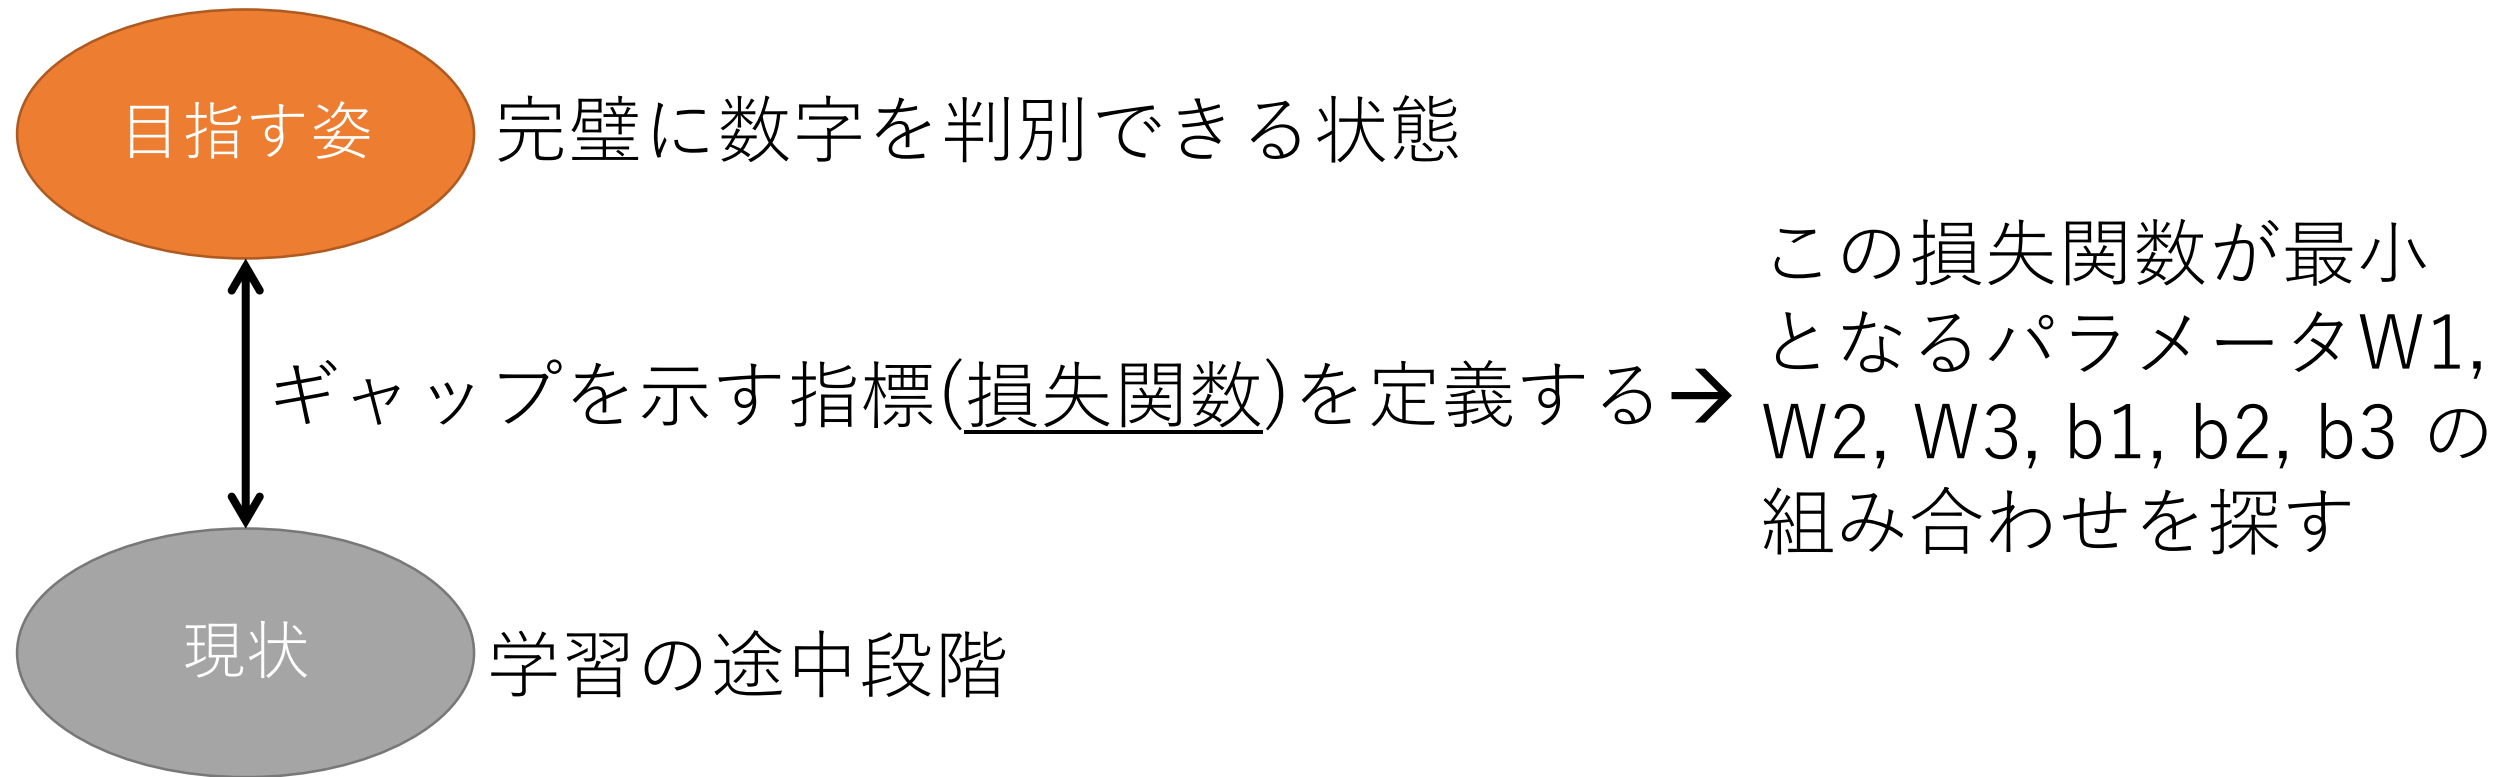 目指す姿
完璧に数字を判別できる状態
ギャップを示す指標(損失関数)を定義する
→
この損失関数が最小
となるパラメータW1,
W2, W3, b1, b2, b3の
組み合わせを探す
現状
学習の途中段階